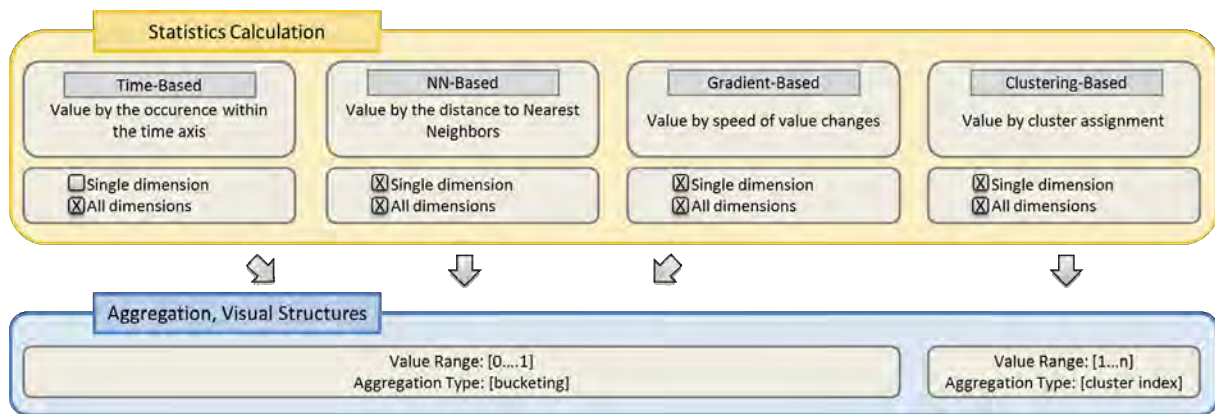 Statistics Calculation
Time-Based
Value by the occurence within
the time axis
NN-Based
Value by the distance to Nearest
Neighbors
Gradient-Based
Value by speed of value changes
Clustering-Based
Value by cluster assignment
Single dimension
X All dimensions
X Single dimension
X All dimensions
X Single dimension
X All dimensions
X Single dimension
X All dimensions
Aggregation, Visual Structures
Value Range: [0....1]
Aggregation Type: [bucketing]
Value Range: [1...n]
Aggregation Type: [cluster index]